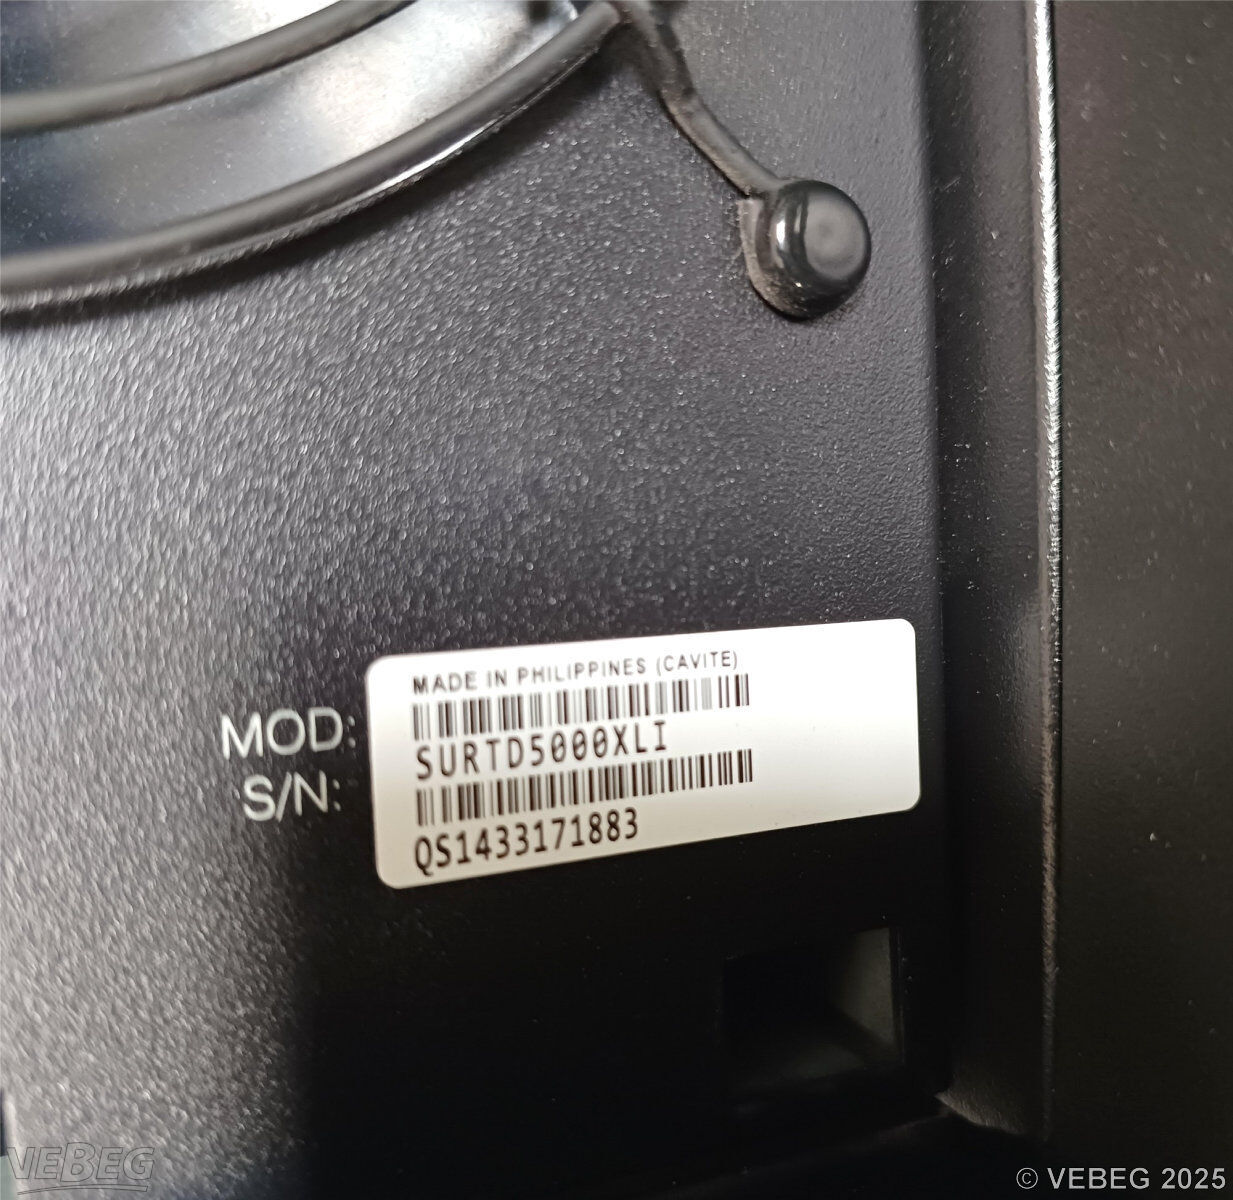 MADE IN PHILIPPINES (CAVITE)
MOD: SURTD5000XLI
S/N: QS1433171883
VEBEG
© VEBEG 2025